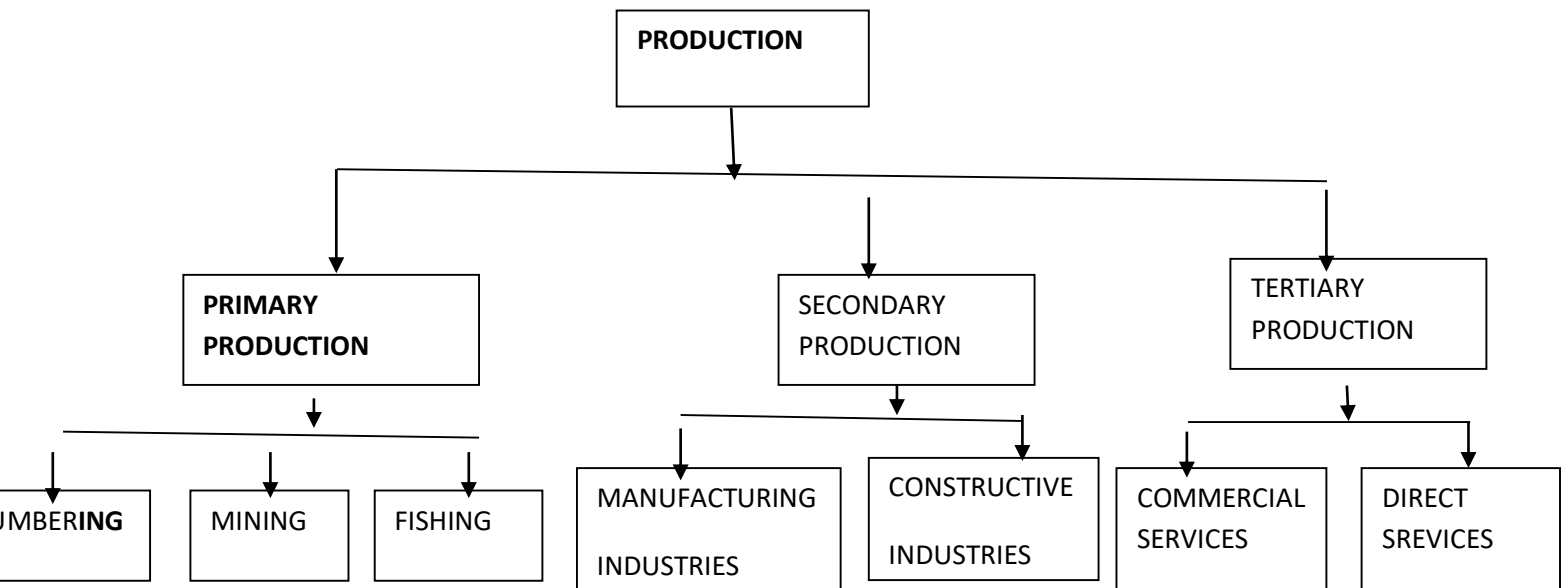 PRODUCTION
PRIMARY
PRODUCTION
SECONDARY
PRODUCTION
TERTIARY
PRODUCTION
UMBERING
MINING
FISHING
MANUFACTURING
INDUSTRIES
CONSTRUCTIVE
INDUSTRIES
COMMERCIAL
SERVICES
DIRECT
SREVICES